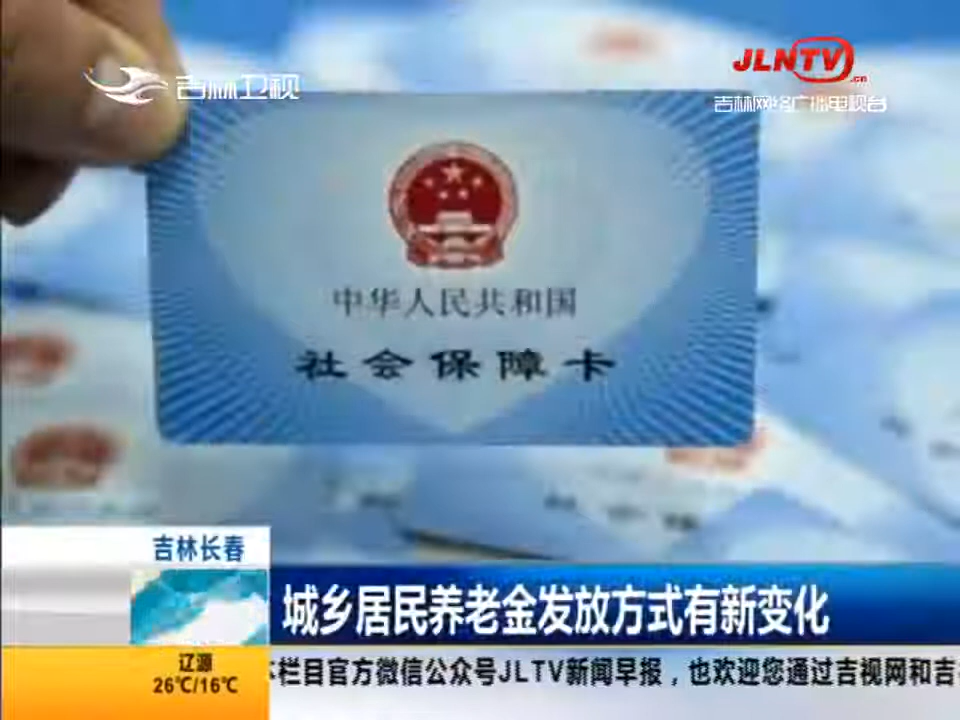 吉林卫视
JLNTV.cn
吉林网络广播电视台
中华人民共和国
社会保障卡
吉林长春
城乡居民养老金发放方式有新变化
辽源
26℃/16℃
栏目官方微信公众号JLTV新闻早报，也欢迎您通过吉视网和吉